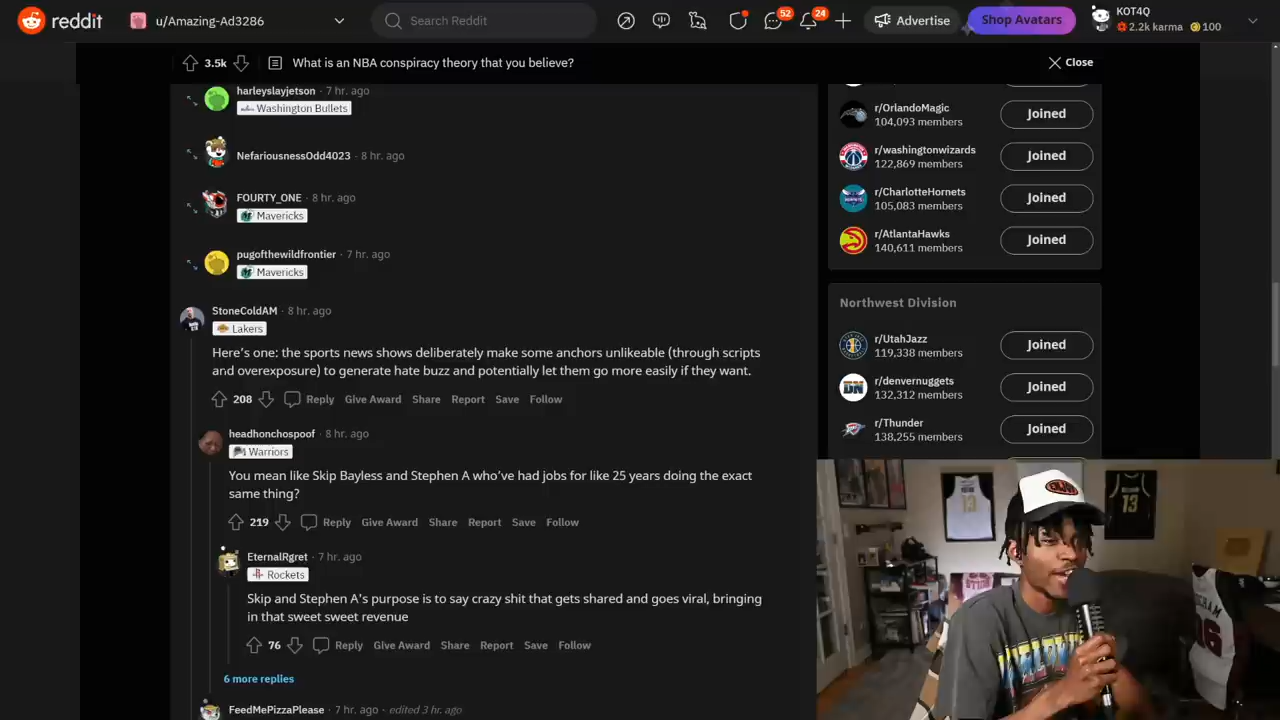 reddit
u/Amazing-Ad3286
Search Reddit
52
24
Advertise
Shop Avatars
KOT4Q
2.2k karma
100
3.5k
What is an NBA conspiracy theory that you believe?
Close
harleyslayjetson · 7 hr. ago
Washington Bullets
NefariousnessOdd4023 · 8 hr. ago
FOURTY_ONE · 8 hr. ago
Mavericks
pugofthewildfrontier · 7 hr. ago
Mavericks
StoneColdAM · 8 hr. ago
Lakers
Here's one: the sports news shows deliberately make some anchors unlikeable (through scripts
and overexposure) to generate hate buzz and potentially let them go more easily if they want.
208 Reply Give Award Share Report Save Follow
headhonchospoof · 8 hr. ago
Warriors
You mean like Skip Bayless and Stephen A who've had jobs for like 25 years doing the exact
same thing?
219 Reply Give Award Share Report Save Follow
EternalRgret · 7 hr. ago
Rockets
Skip and Stephen A's purpose is to say crazy shit that gets shared and goes viral, bringing
in that sweet sweet revenue
76 Reply Give Award Share Report Save Follow
6 more replies
FeedMePizzaPlease · 7 hr. ago · edited 3 hr. ago
r/OrlandoMagic
104,093 members
Joined
r/washingtonwizards
122,869 members
Joined
r/CharlotteHornets
105,083 members
Joined
r/AtlantaHawks
140,611 members
Joined
Northwest Division
r/UtahJazz
119,338 members
Joined
r/denvernuggets
132,312 members
Joined
DN
r/Thunder
138,255 members
Joined
13
13